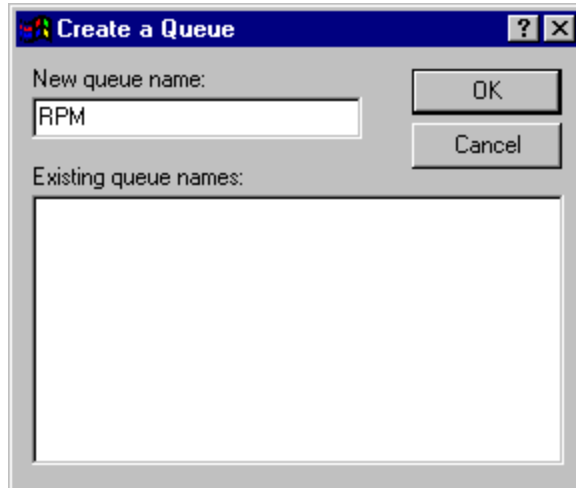 Create a Queue
New queue name:
OK
RPM
Cancel
Existing queue names: